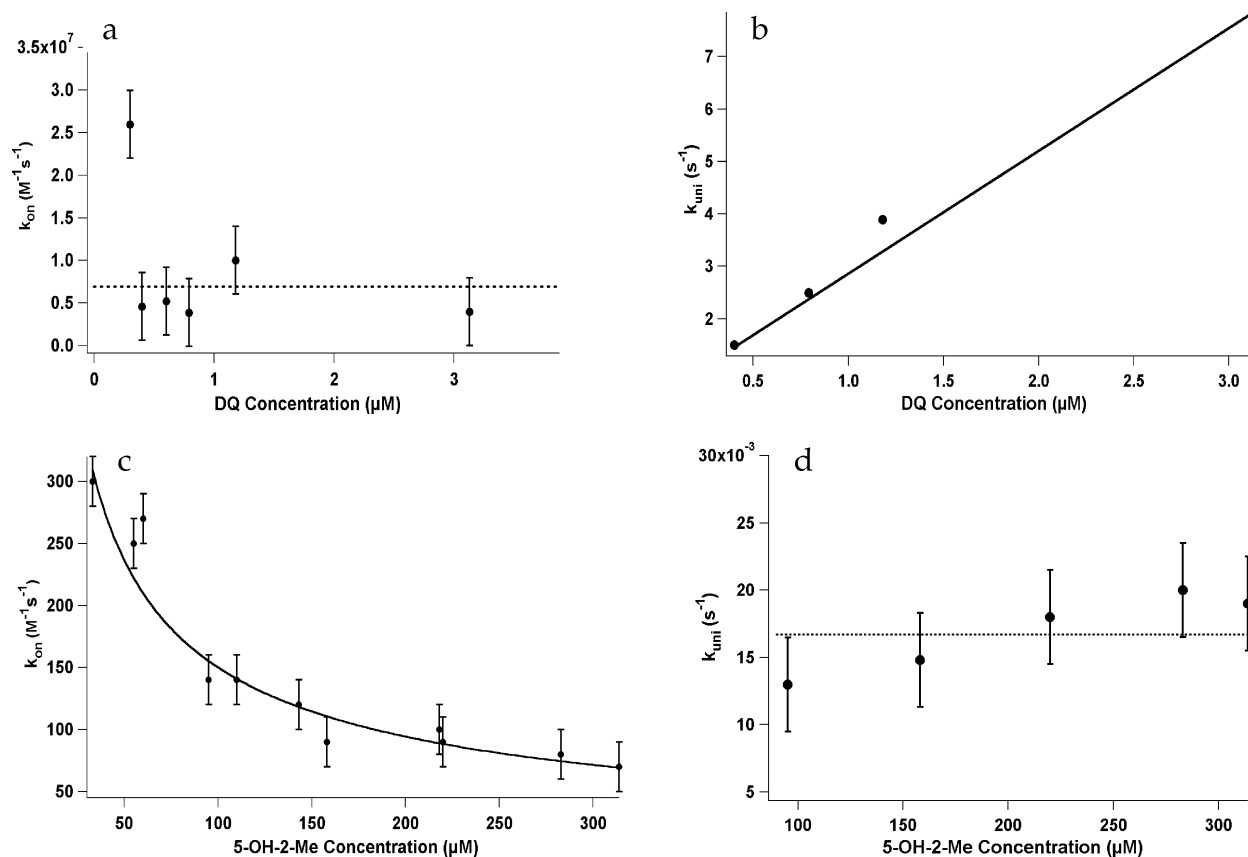 a
3.5x10⁷
3.0
2.5
2.0
1.5
1.0
0.5
0.0
k_on (M⁻¹s⁻¹)
0 1 2 3
DQ Concentration (µM)
b
7
6
5
4
3
2
k_uni (s⁻¹)
0.5 1.0 1.5 2.0 2.5 3.0
DQ Concentration (µM)
c
300
250
200
150
100
50
k_on (M⁻¹s⁻¹)
50 100 150 200 250 300
5-OH-2-Me Concentration (µM)
d
30x10⁻³
25
20
15
10
5
k_uni (s⁻¹)
100 150 200 250 300
5-OH-2-Me Concentration (µM)